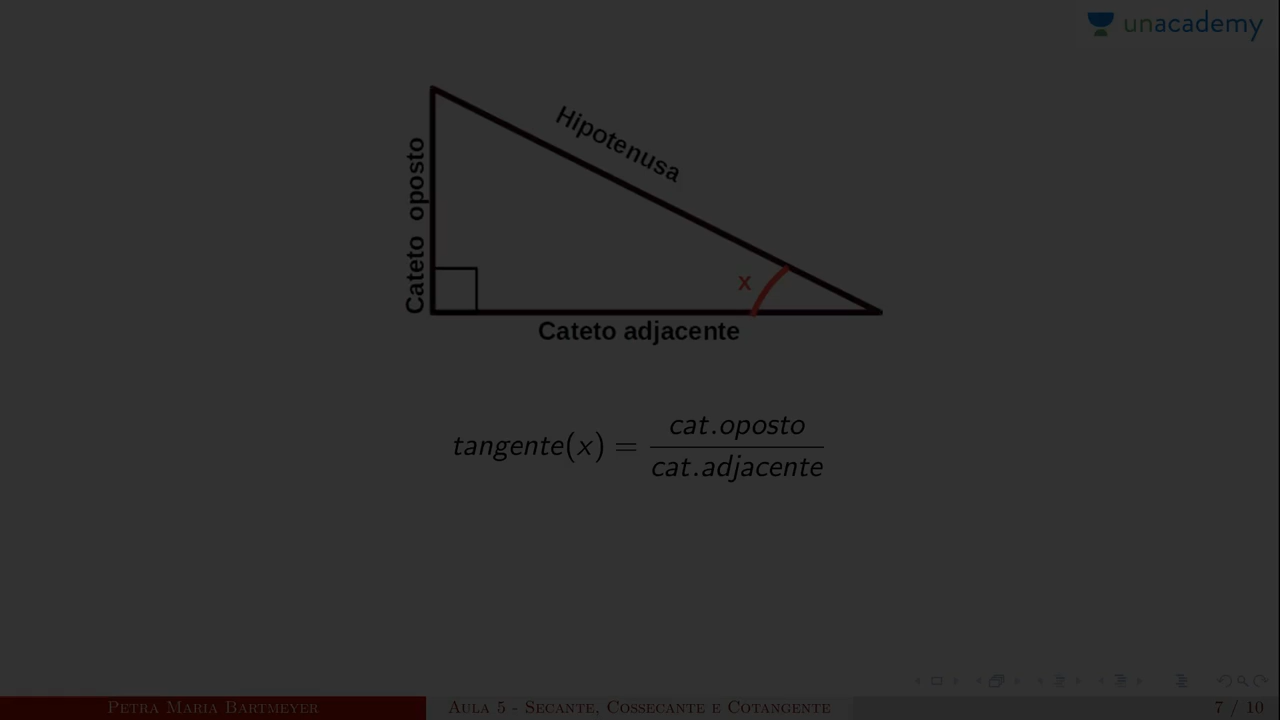 unacademy
Hipotenusa
Cateto oposto
x
Cateto adjacente
tangente(x) = cat.oposto / cat.adjacente
Petra Maria Bartmeyer
Aula 5 - Secante, Cossecante e Cotangente
7 / 10